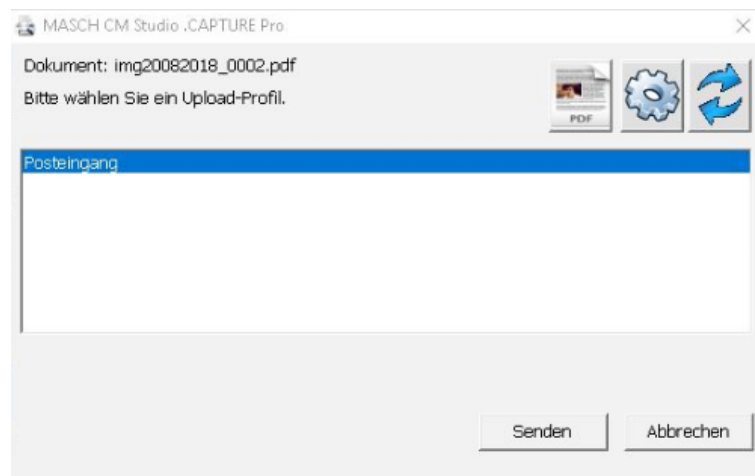 MASCH CM Studio .CAPTURE Pro
Dokument: img20082018_0002.pdf
Bitte wählen Sie ein Upload-Profil.
PDF
Posteingang
Senden
Abbrechen